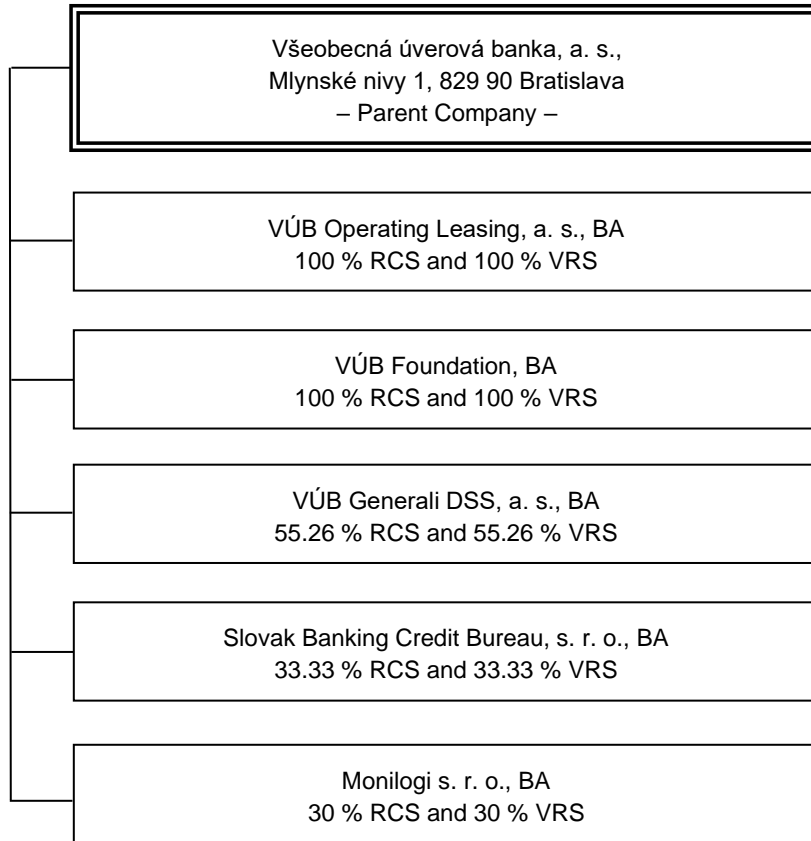 Všeobecná úverová banka, a. s.,
Mlynské nivy 1, 829 90 Bratislava
– Parent Company –
VÚB Operating Leasing, a. s., BA
100 % RCS and 100 % VRS
VÚB Foundation, BA
100 % RCS and 100 % VRS
VÚB Generali DSS, a. s., BA
55.26 % RCS and 55.26 % VRS
Slovak Banking Credit Bureau, s. r. o., BA
33.33 % RCS and 33.33 % VRS
Monilogi s. r. o., BA
30 % RCS and 30 % VRS